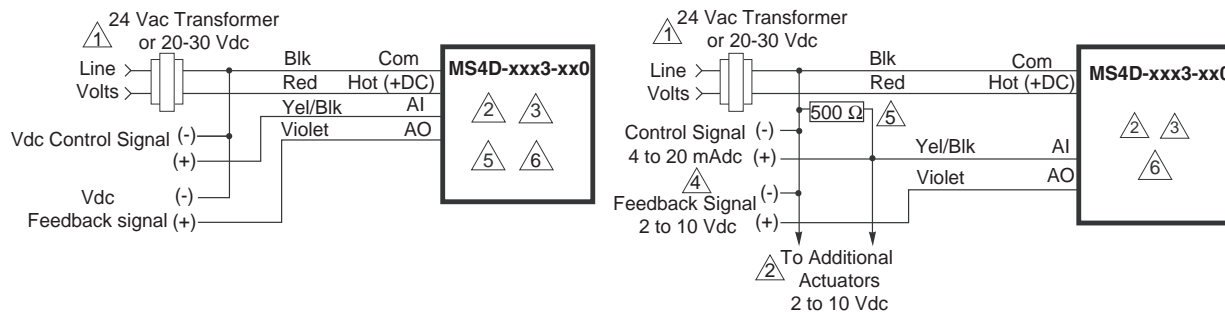 24 Vac Transformer
or 20-30 Vdc
1
Line
Volts
Blk
Com
Red
Hot (+DC)
Yel/Blk
AI
Violet
AO
MS4D-xxx3-xx0
2
3
5
6
Vdc Control Signal (-)
(+)
Vdc (-)
Feedback signal (+)
24 Vac Transformer
or 20-30 Vdc
1
Line
Volts
Blk
Com
Red
Hot (+DC)
500 Ω
5
MS4D-xxx3-xx0
2
3
6
Control Signal (-)
4 to 20 mAdc (+)
Yel/Blk
AI
4
Violet
AO
(-)
Feedback Signal
2 to 10 Vdc (+)
2
To Additional
Actuators
2 to 10 Vdc